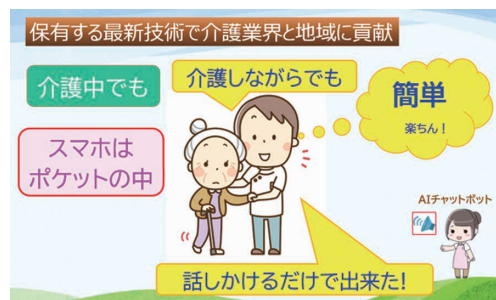 保有する最新技術で介護業界と地域に貢献
介護中でも
介護しながらでも
簡単
楽ちん！
スマホは
ポケットの中
AIチャットボット
話しかけるだけで出来た!